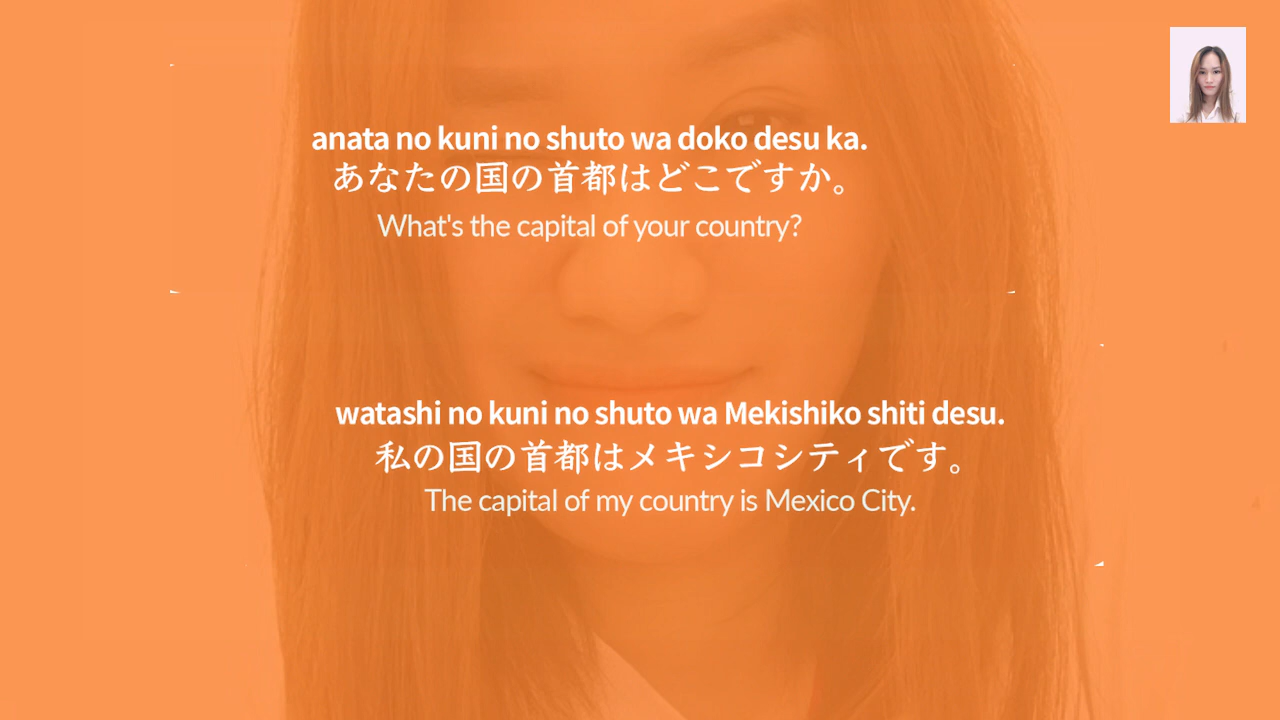 anata no kuni no shuto wa doko desu ka.
あなたの国の首都はどこですか。
What's the capital of your country?
watashi no kuni no shuto wa Mekishiko shiti desu.
私の国の首都はメキシコシティです。
The capital of my country is Mexico City.